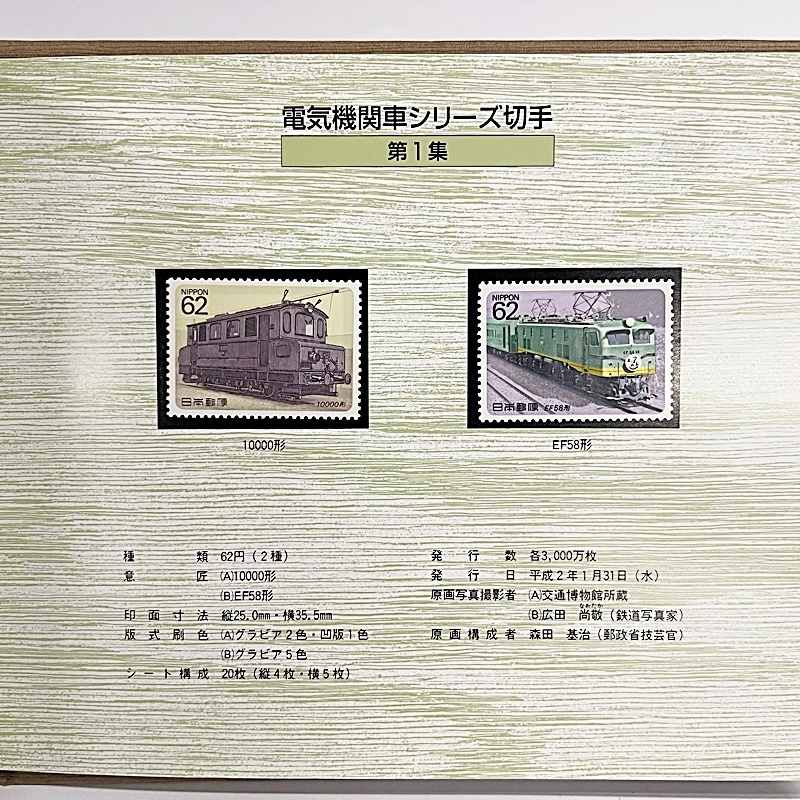 電気機関車シリーズ切手
第1集
NIPPON
62
日本郵便 10000形
10000形
NIPPON
62
日本郵便 EF58形
EF58形
種類 62円（2種）
意匠 (A)10000形
(B)EF58形
印面寸法 縦25.0mm・横35.5mm
版式刷色 (A)グラビア2色・凹版1色
(B)グラビア5色
シート構成 20枚（縦4枚・横5枚）
発行数 各3,000万枚
発行日 平成2年1月31日（水）
原画写真撮影者 (A)交通博物館所蔵
(B)広田 尚敬（鉄道写真家）
なおたか
原画構成者 森田 基治（郵政省技芸官）